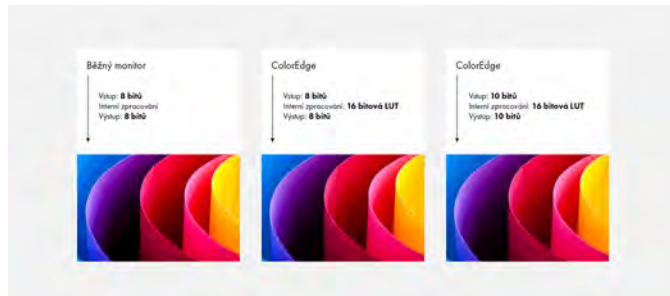 Běžný monitor
Vstup: 8 bitů
Interní zpracování
Výstup: 8 bitů
ColorEdge
Vstup: 8 bitů
Interní zpracování: 16 bitová LUT
Výstup: 8 bitů
ColorEdge
Vstup: 10 bitů
Interní zpracování: 16 bitová LUT
Výstup: 10 bitů